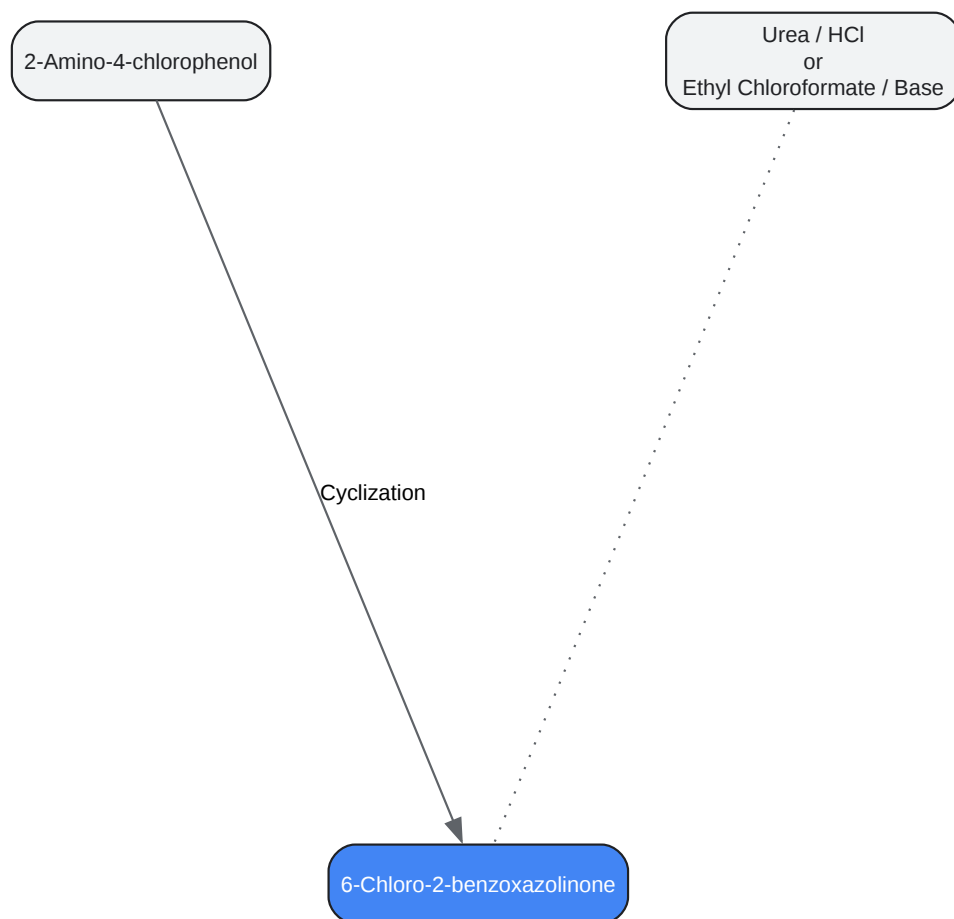 2-Amino-4-chlorophenol
Urea / HCl
or
Ethyl Chloroformate / Base
Cyclization
6-Chloro-2-benzoxazolinone